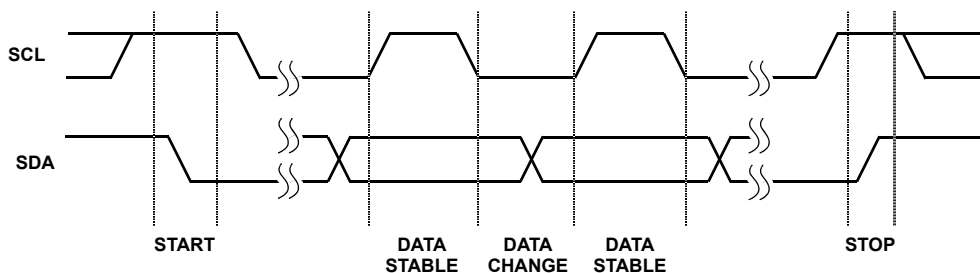 SCL
SDA
START
DATA
STABLE
DATA
CHANGE
DATA
STABLE
STOP